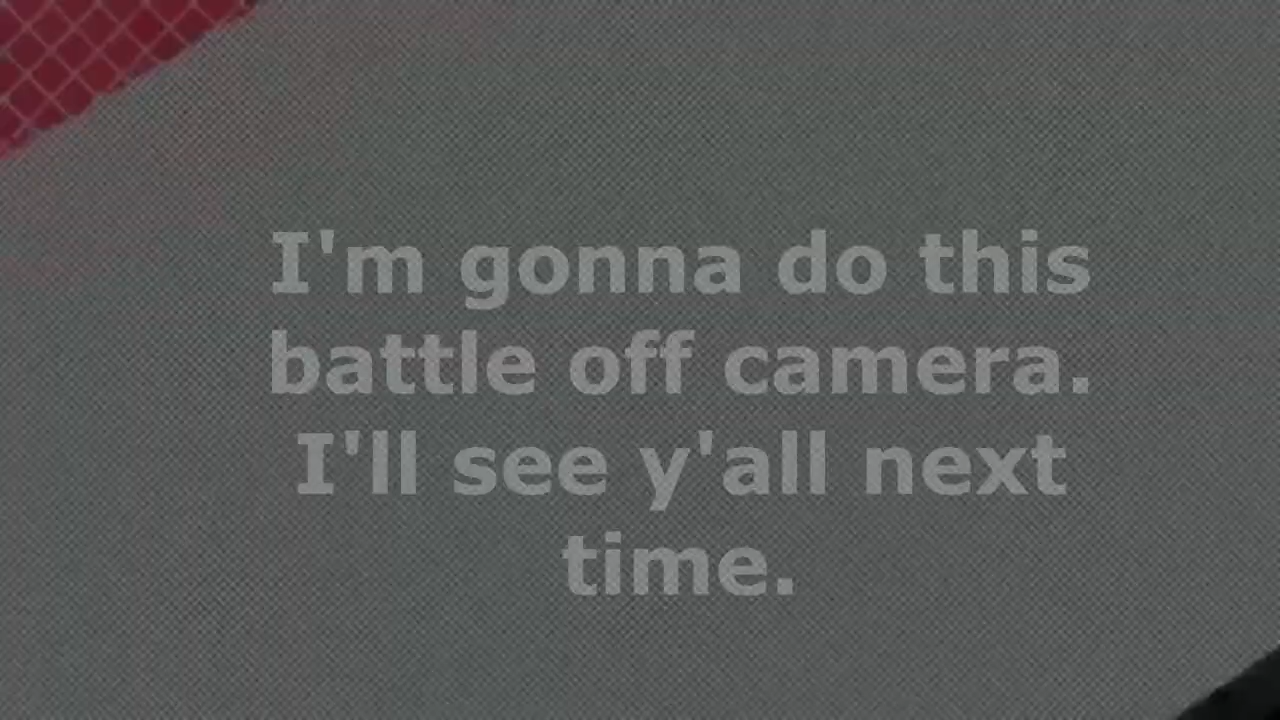 I'm gonna do this
battle off camera.
I'll see y'all next
time.